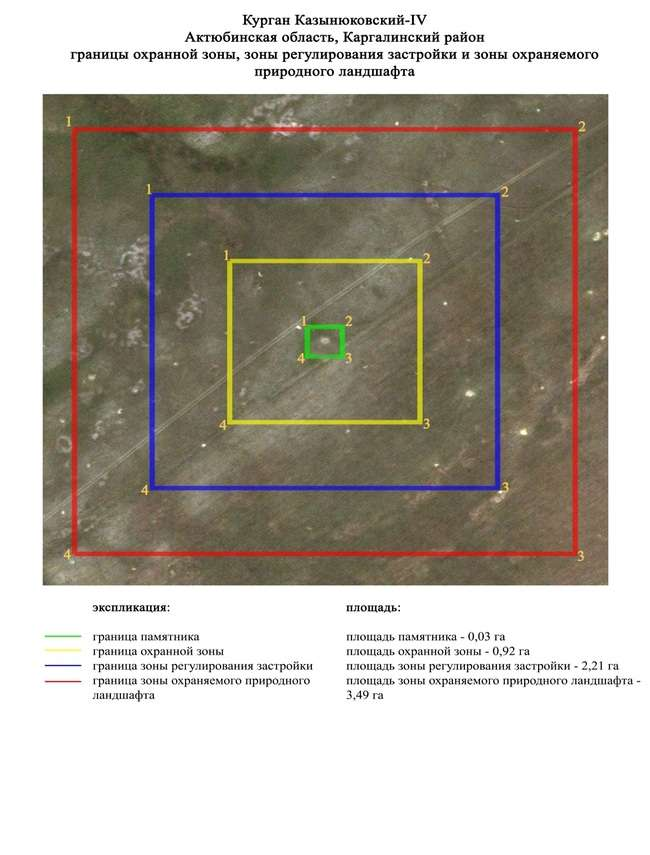 Курган Казынюковский-IV
Актюбинская область, Каргалинский район
границы охранной зоны, зоны регулирования застройки и зоны охраняемого
природного ландшафта
1
2
1
2
1
2
1
2
4
3
4
3
4
3
4
3
экспликация:
площадь:
граница памятника
площадь памятника - 0,03 га
граница охранной зоны
площадь охранной зоны - 0,92 га
граница зоны регулирования застройки
площадь зоны регулирования застройки - 2,21 га
граница зоны охраняемого природного
площадь зоны охраняемого природного ландшафта -
ландшафта
3,49 га